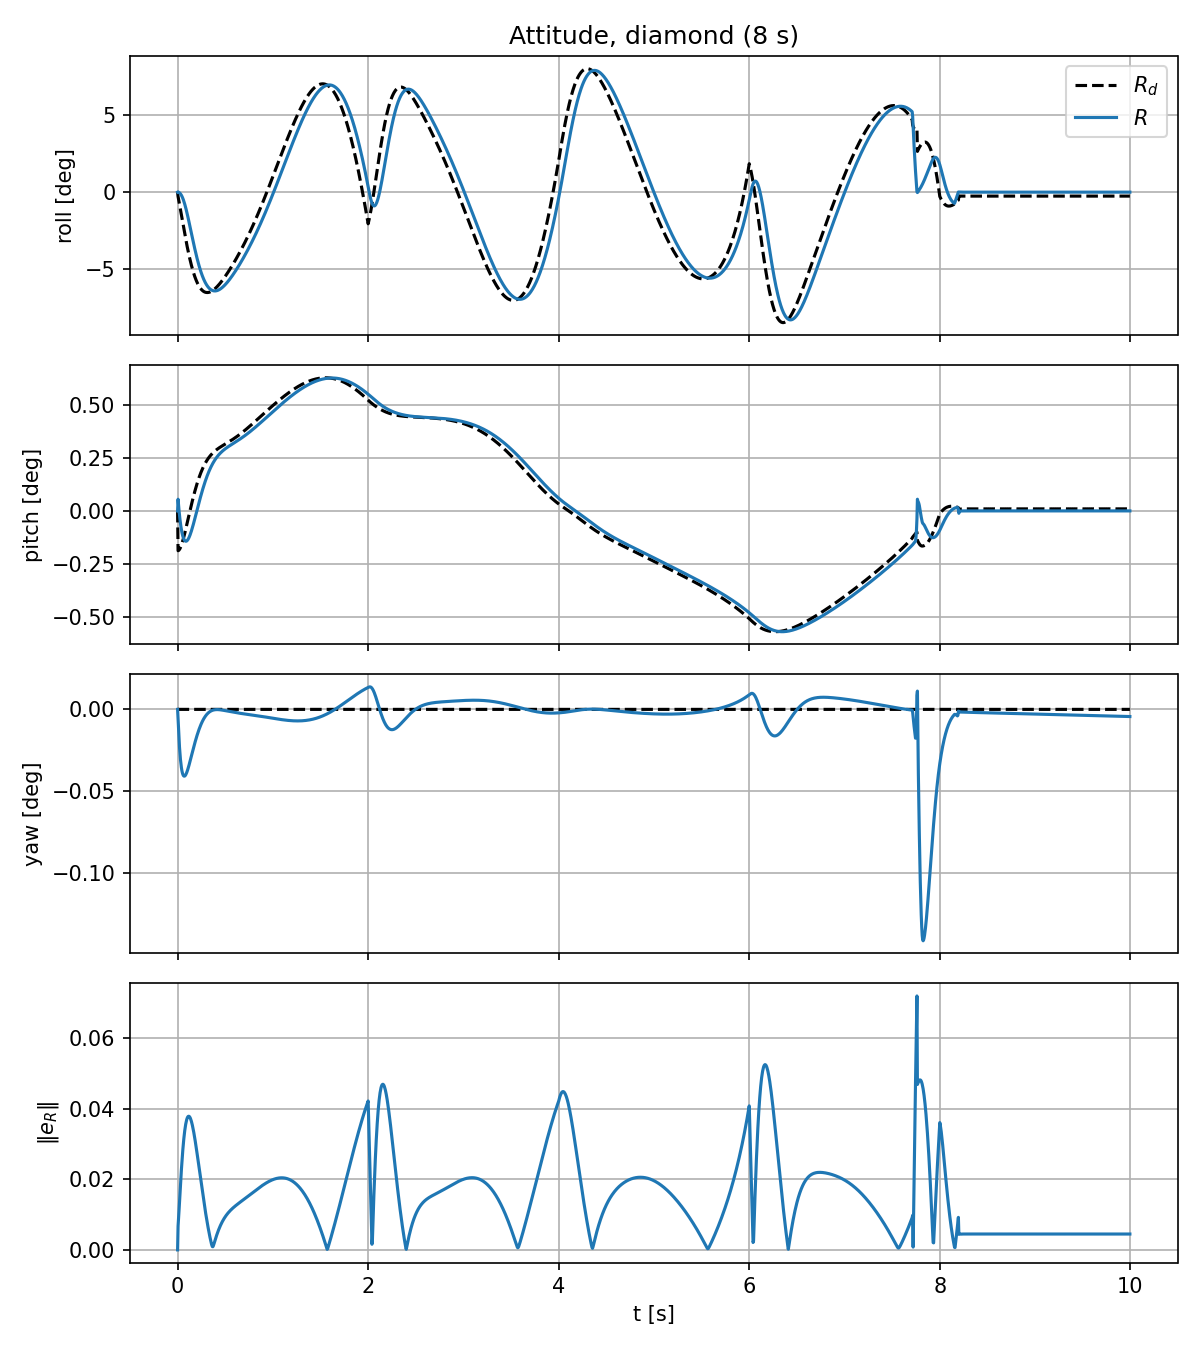 Attitude, diamond (8 s)
R_d
R
roll [deg]
5
0
−5
pitch [deg]
0.50
0.25
0.00
−0.25
−0.50
yaw [deg]
0.00
−0.05
−0.10
‖e_R‖
0.06
0.04
0.02
0.00
0 2 4 6 8 10
t [s]